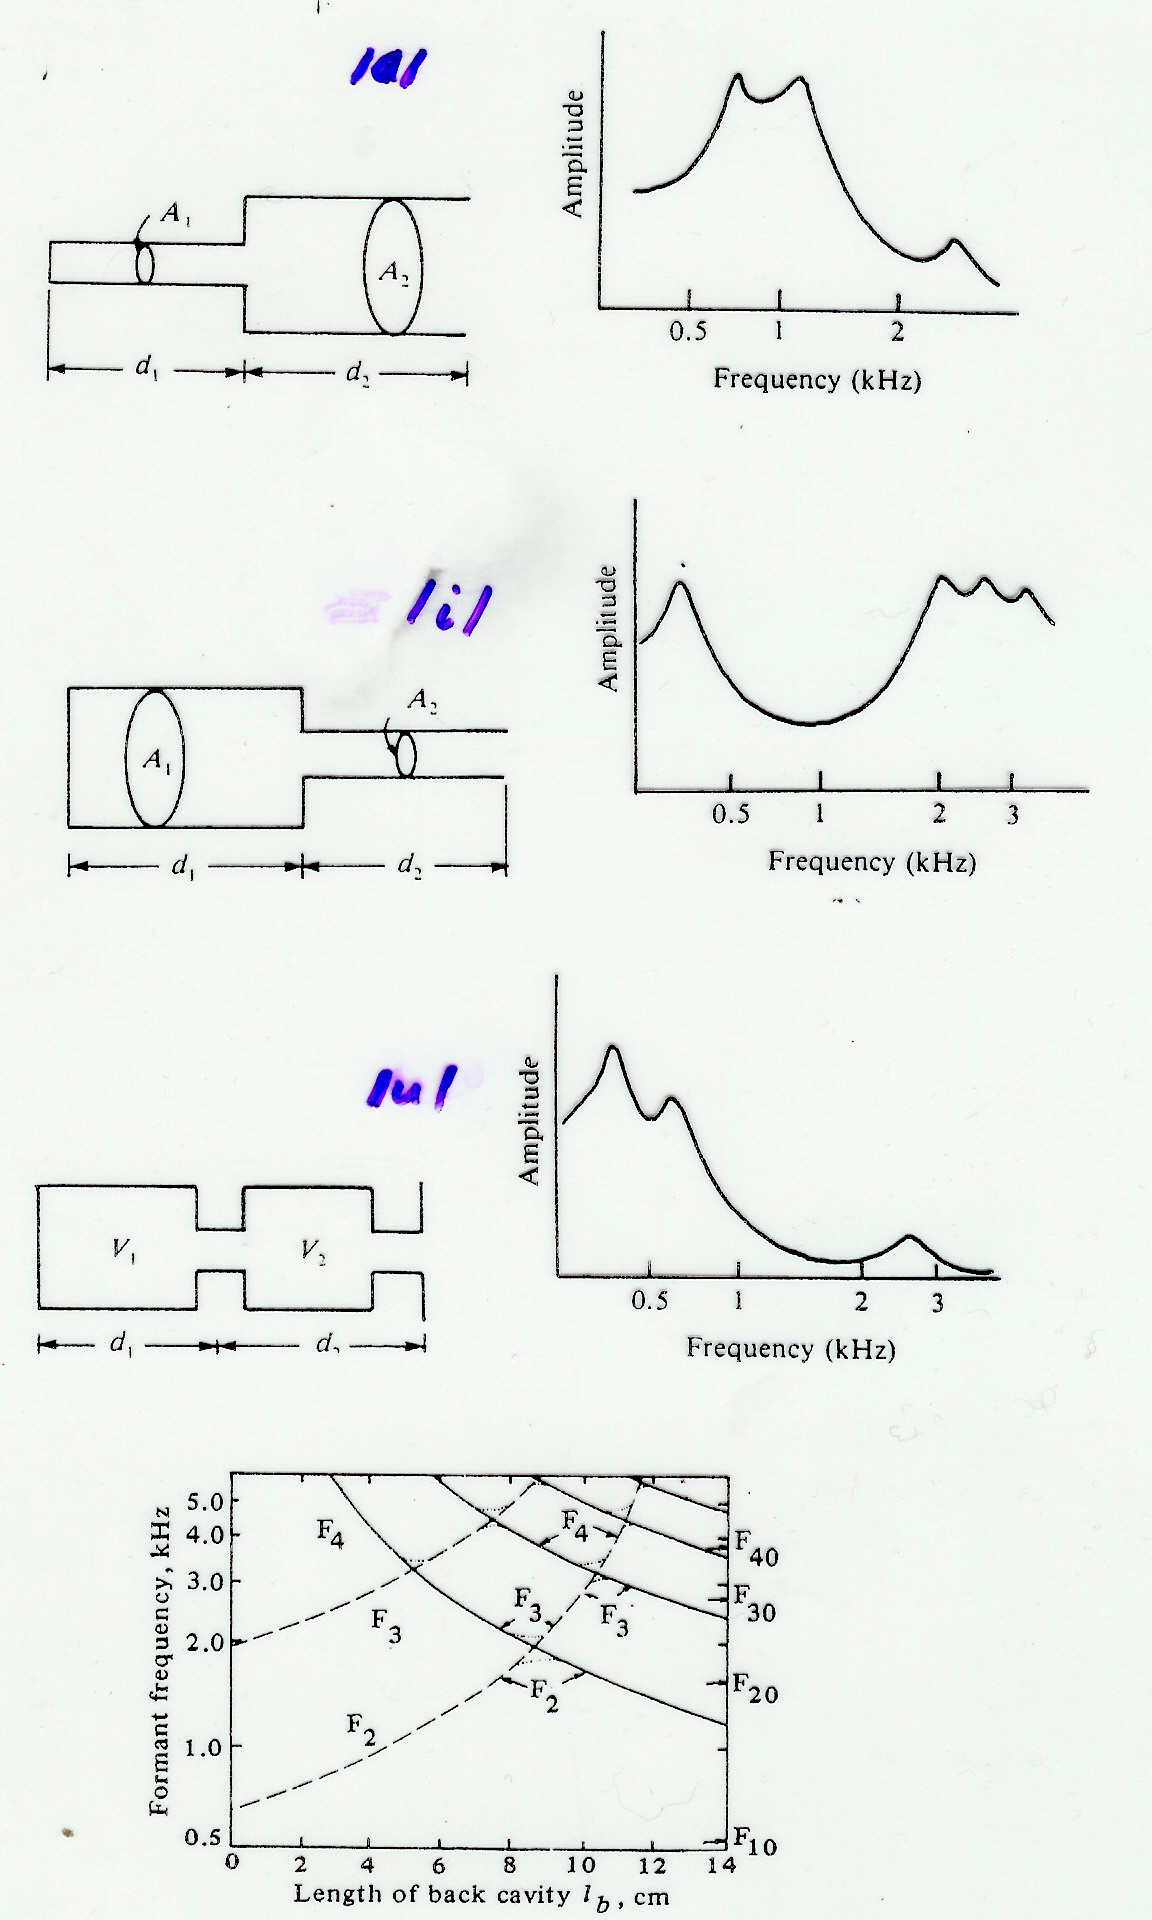 /a/
A₁
A₂
d₁
d₂
Amplitude
0.5
1
2
Frequency (kHz)
/i/
A₁
A₂
d₁
d₂
Amplitude
0.5
1
2
3
Frequency (kHz)
/u/
V₁
V₂
d₁
d₂
Amplitude
0.5
1
2
3
Frequency (kHz)
Formant frequency, kHz
5.0
4.0
3.0
2.0
1.0
0.5
F₄
F₃
F₂
F₄
F₃
F₃
F₂
F₄₀
F₃₀
F₂₀
F₁₀
0 2 4 6 8 10 12 14
Length of back cavity l_b, cm